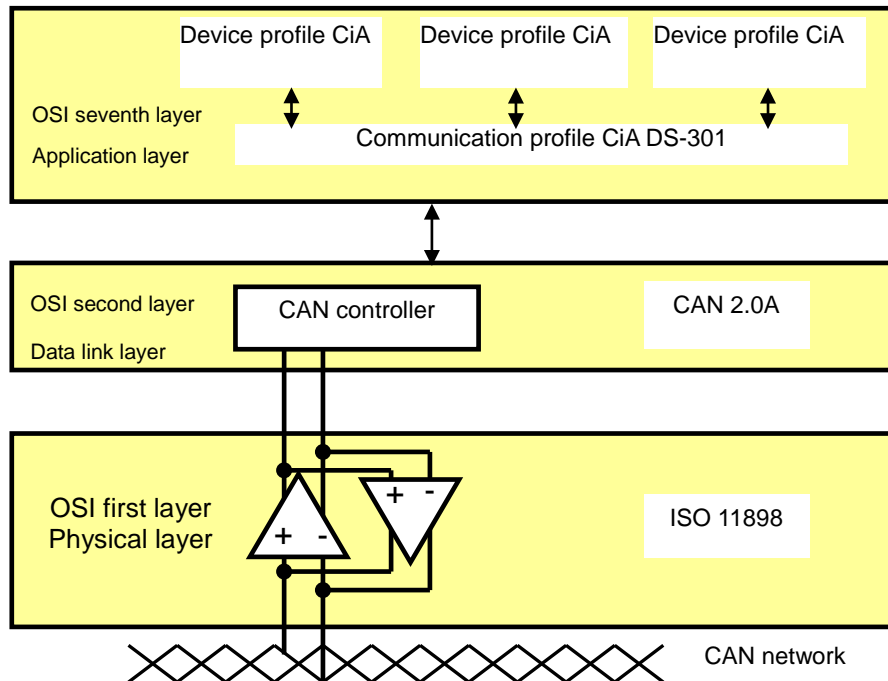 Device profile CiA
Device profile CiA
Device profile CiA
OSI seventh layer
Application layer
Communication profile CiA DS-301
OSI second layer
Data link layer
CAN controller
CAN 2.0A
OSI first layer
Physical layer
+ -
+ -
ISO 11898
CAN network